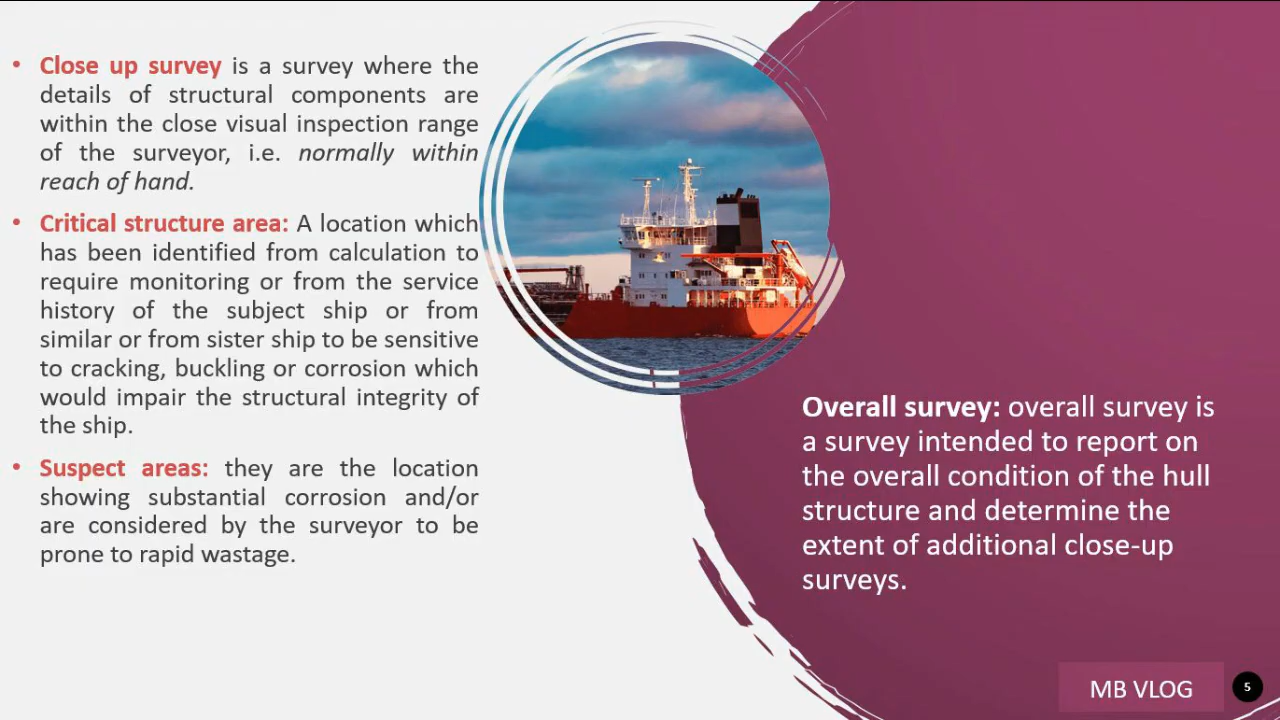 • Close up survey is a survey where the
details of structural components are
within the close visual inspection range
of the surveyor, i.e. normally within
reach of hand.
• Critical structure area: A location which
has been identified from calculation to
require monitoring or from the service
history of the subject ship or from
similar or from sister ship to be sensitive
to cracking, buckling or corrosion which
would impair the structural integrity of
the ship.
• Suspect areas: they are the location
showing substantial corrosion and/or
are considered by the surveyor to be
prone to rapid wastage.
Overall survey: overall survey is
a survey intended to report on
the overall condition of the hull
structure and determine the
extent of additional close-up
surveys.
MB VLOG
5